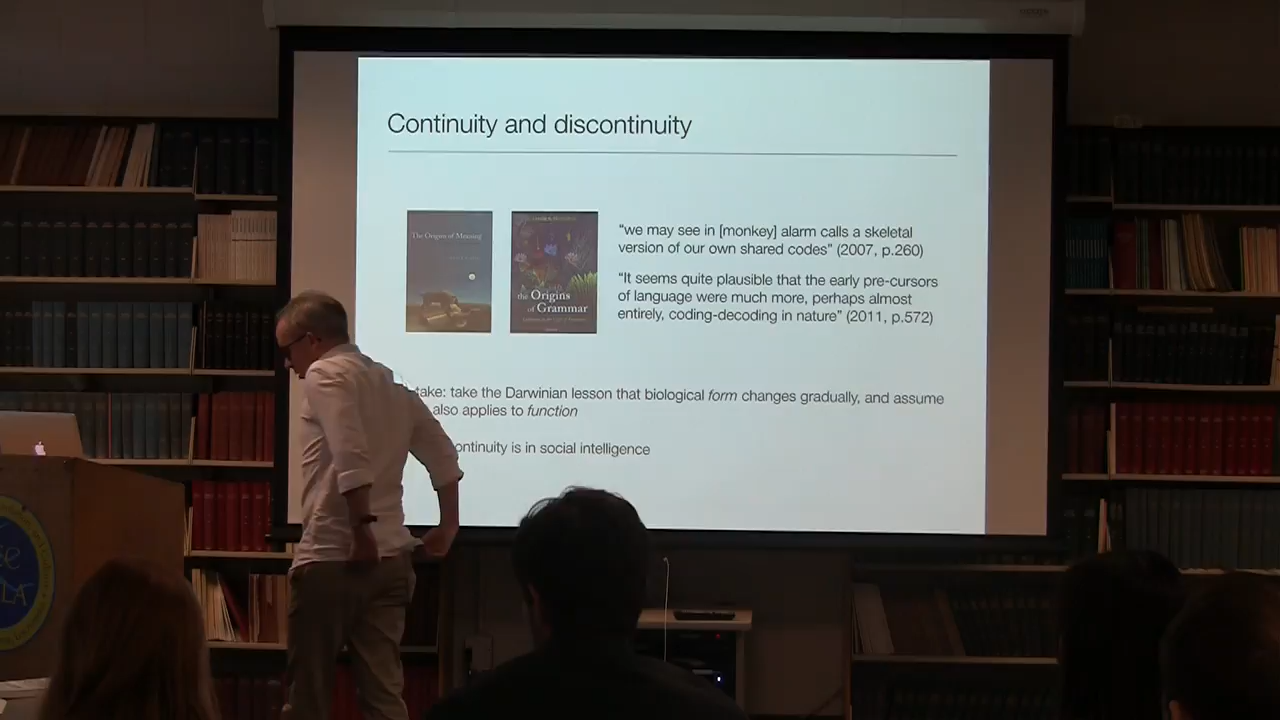 Continuity and discontinuity
The Origins of Meaning
the Origins
of Grammar
“we may see in [monkey] alarm calls a skeletal
version of our own shared codes” (2007, p.260)
“It seems quite plausible that the early pre-cursors
of language were much more, perhaps almost
entirely, coding-decoding in nature” (2011, p.572)
take: take the Darwinian lesson that biological form changes gradually, and assume
also applies to function
ontinuity is in social intelligence